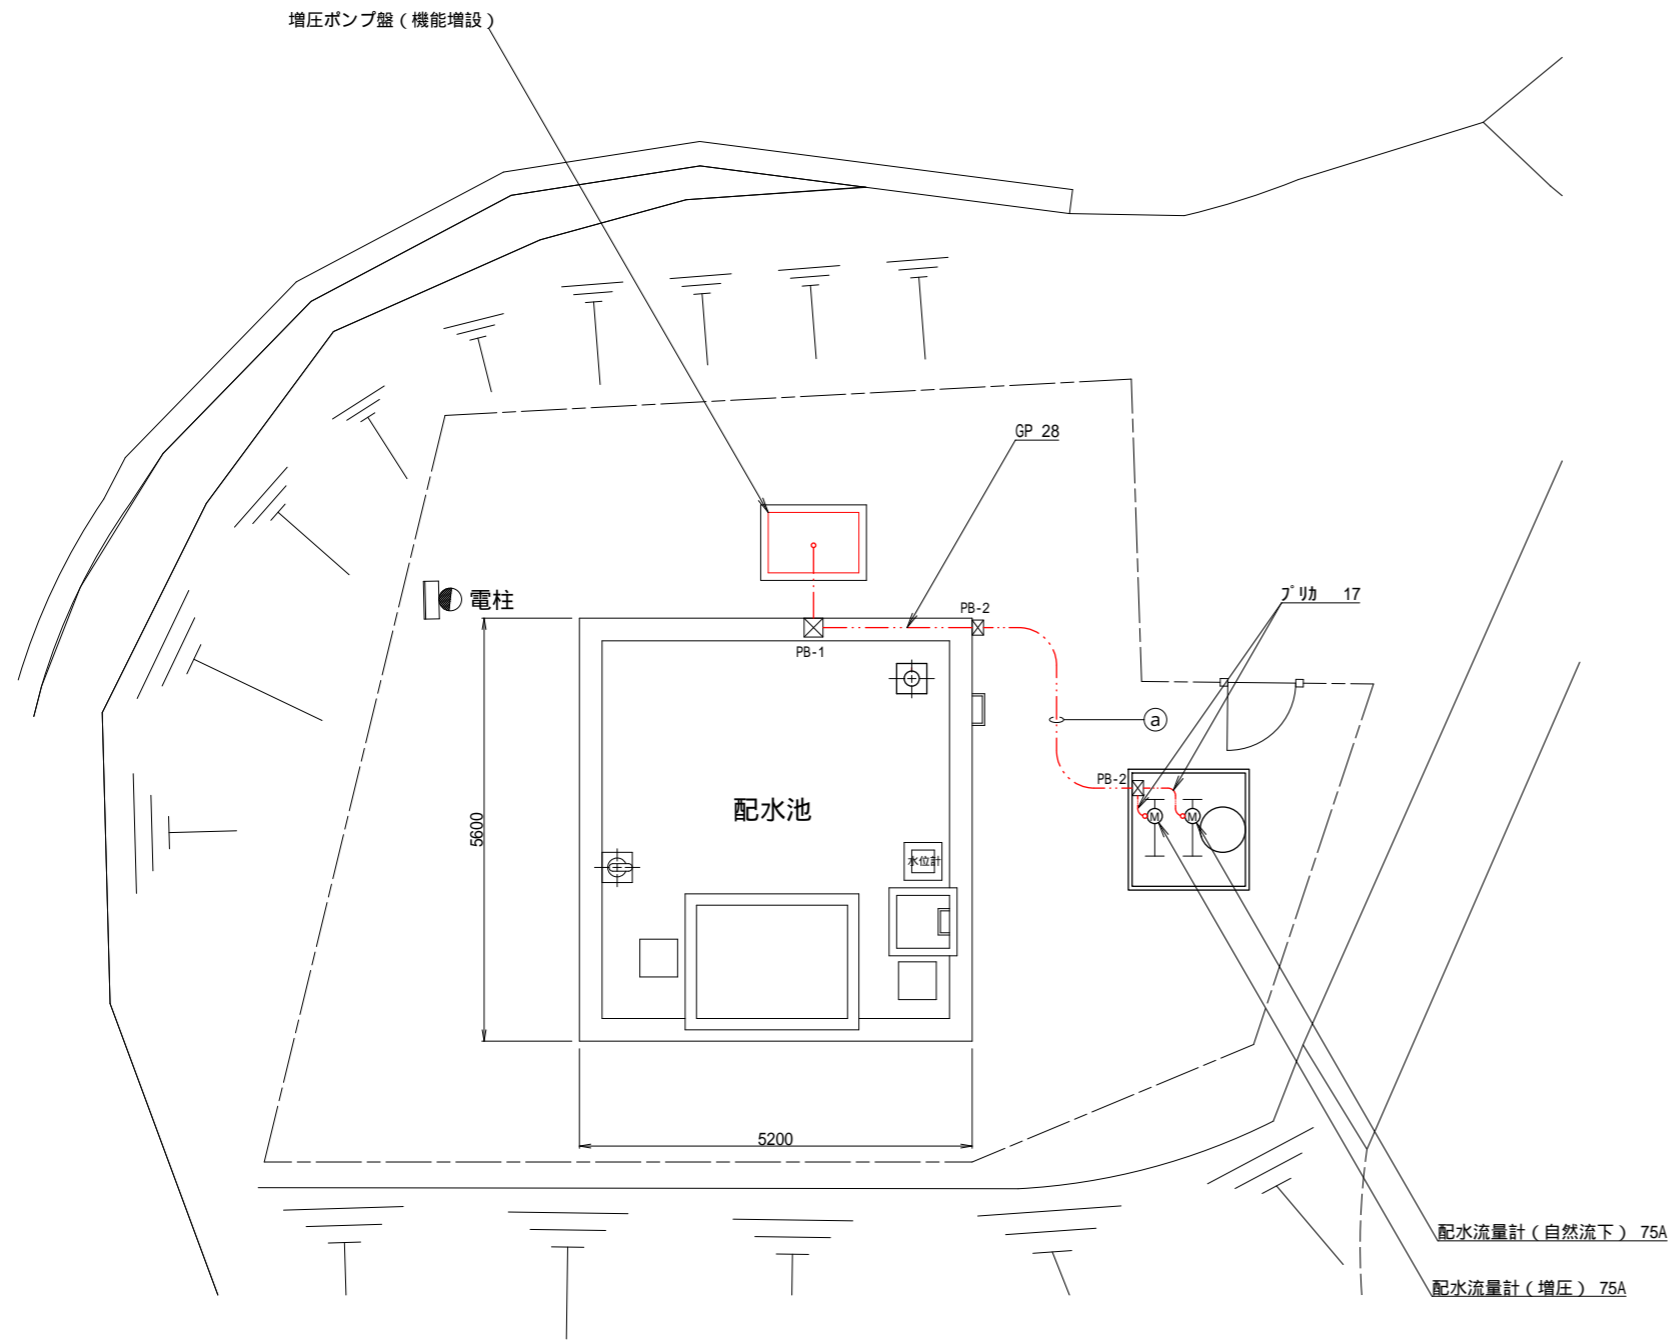 増圧ポンプ盤（機能増設）
GP 28
電柱
PB-2
プリカ 17
PB-1
a
PB-2
配水池
M
M
5600
水位計
5200
配水流量計（自然流下） 75A
配水流量計（増圧） 75A